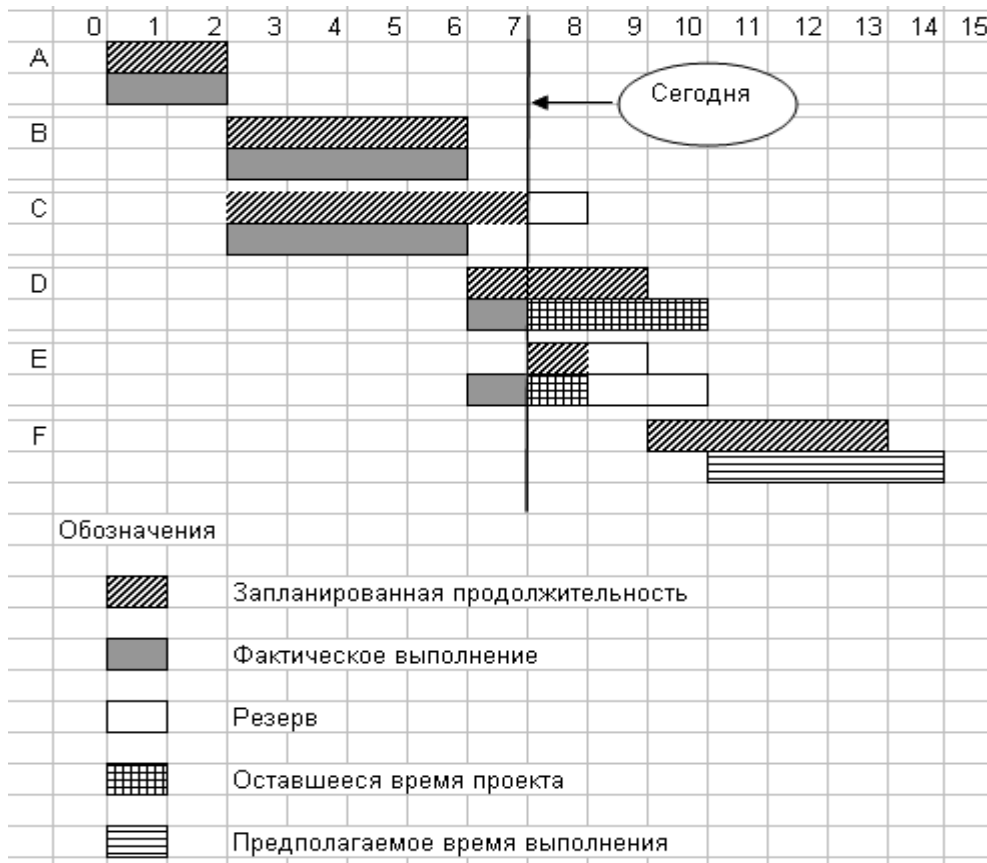 0 1 2 3 4 5 6 7 8 9 10 11 12 13 14 15
A
Сегодня
B
C
D
E
F
Обозначения
Запланированная продолжительность
Фактическое выполнение
Резерв
Оставшееся время проекта
Предполагаемое время выполнения